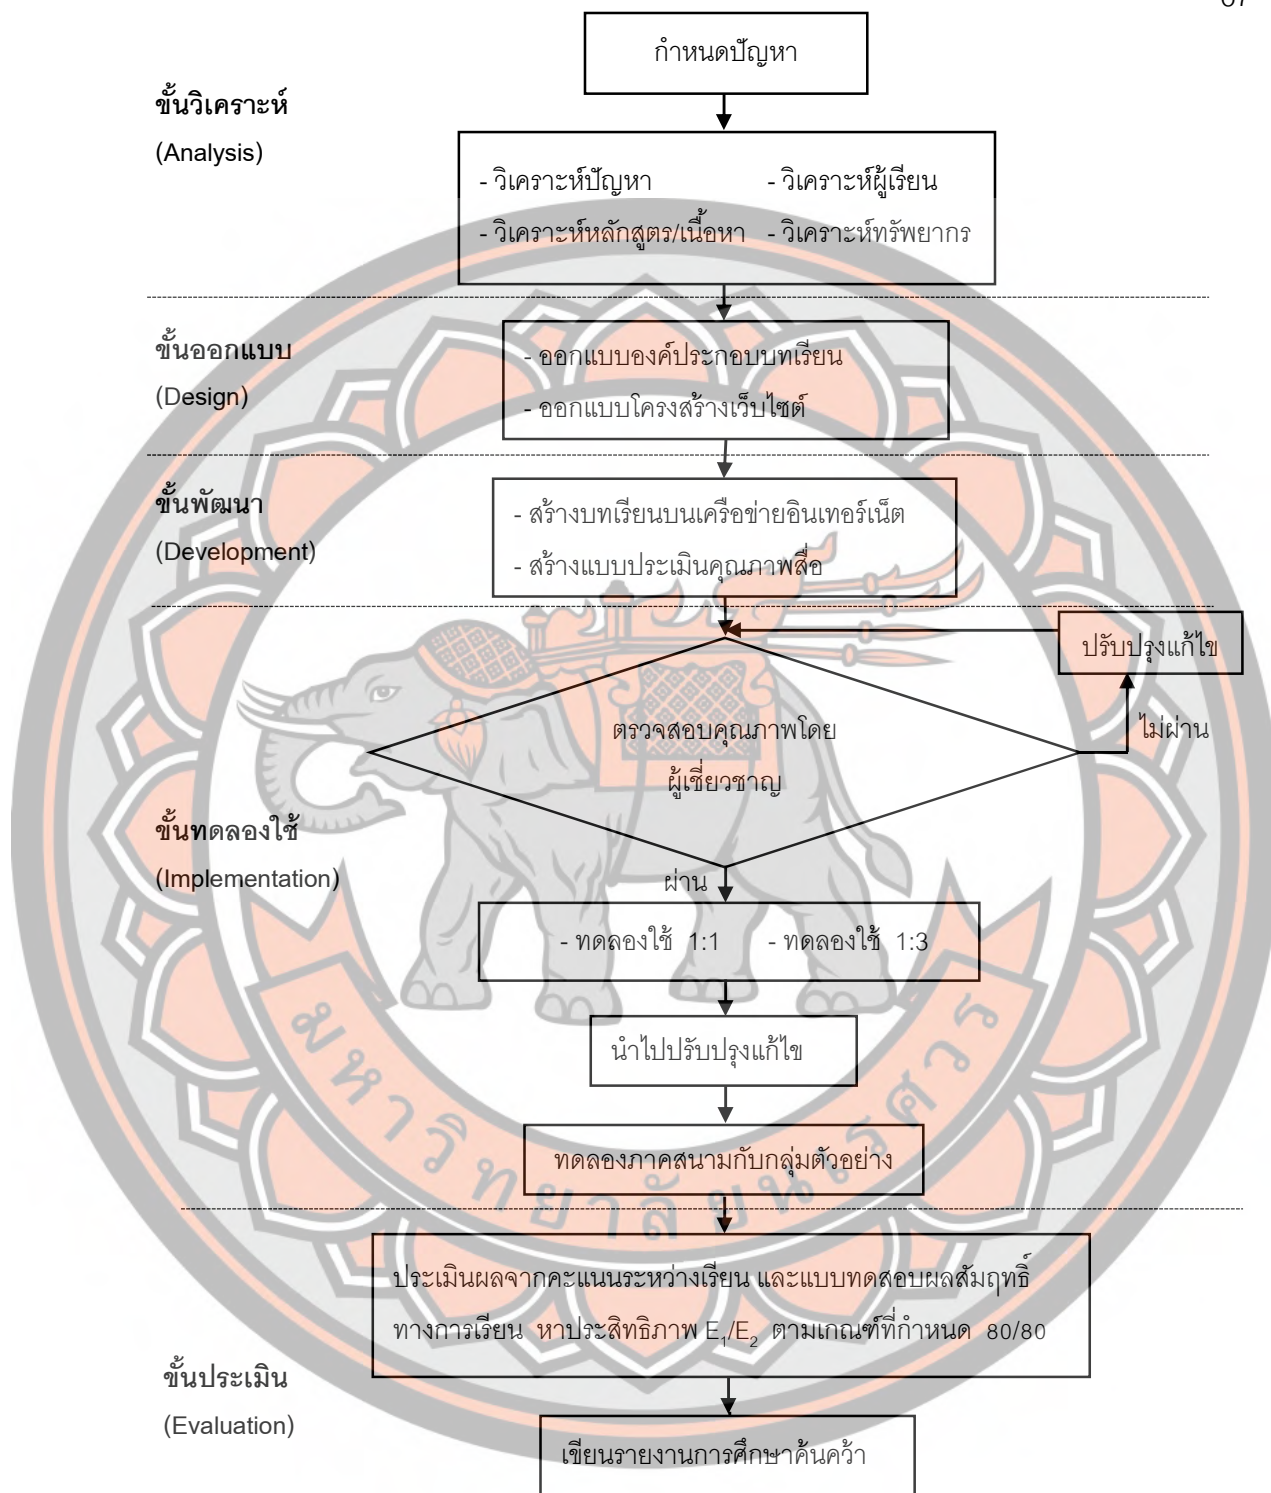 กำหนดปัญหา
ขั้นวิเคราะห์
(Analysis)
- วิเคราะห์ปัญหา - วิเคราะห์ผู้เรียน
- วิเคราะห์หลักสูตร/เนื้อหา - วิเคราะห์ทรัพยากร
ขั้นออกแบบ
(Design)
- ออกแบบองค์ประกอบบทเรียน
- ออกแบบโครงสร้างเว็บไซต์
ขั้นพัฒนา
(Development)
- สร้างบทเรียนบนเครือข่ายอินเทอร์เน็ต
- สร้างแบบประเมินคุณภาพสื่อ
ปรับปรุงแก้ไข
ไม่ผ่าน
ตรวจสอบคุณภาพโดย
ผู้เชี่ยวชาญ
ขั้นทดลองใช้
(Implementation)
ผ่าน
- ทดลองใช้ 1:1 - ทดลองใช้ 1:3
นำไปปรับปรุงแก้ไข
ทดลองภาคสนามกับกลุ่มตัวอย่าง
มหาวิทยาลัยนเรศวร
ประเมินผลจากคะแนนระหว่างเรียน และแบบทดสอบผลสัมฤทธิ์
ทางการเรียน หาประสิทธิภาพ E₁/E₂ ตามเกณฑ์ที่กำหนด 80/80
ขั้นประเมิน
(Evaluation)
เขียนรายงานการศึกษาค้นคว้า